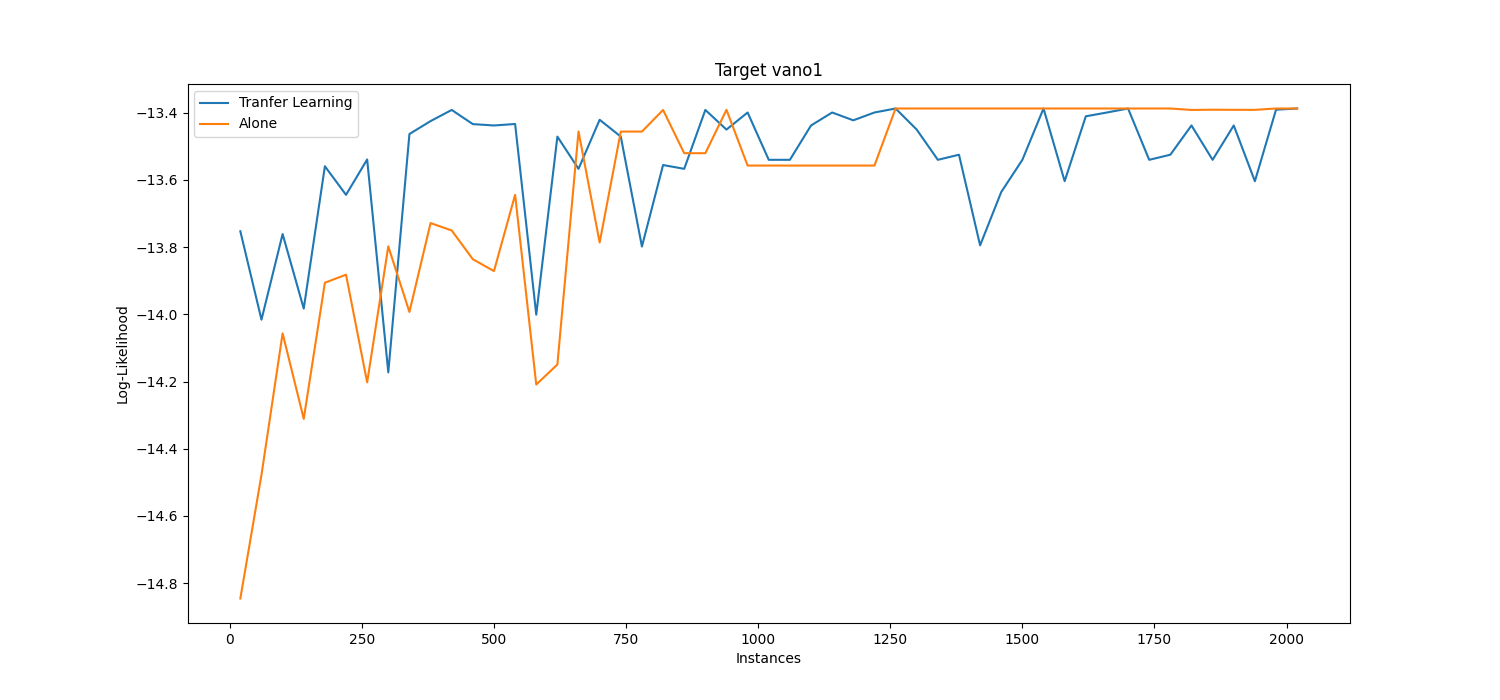 Target vano1
Tranfer Learning
Alone
−13.4
−13.6
−13.8
−14.0
−14.2
−14.4
−14.6
−14.8
Log-Likelihood
0 250 500 750 1000 1250 1500 1750 2000
Instances